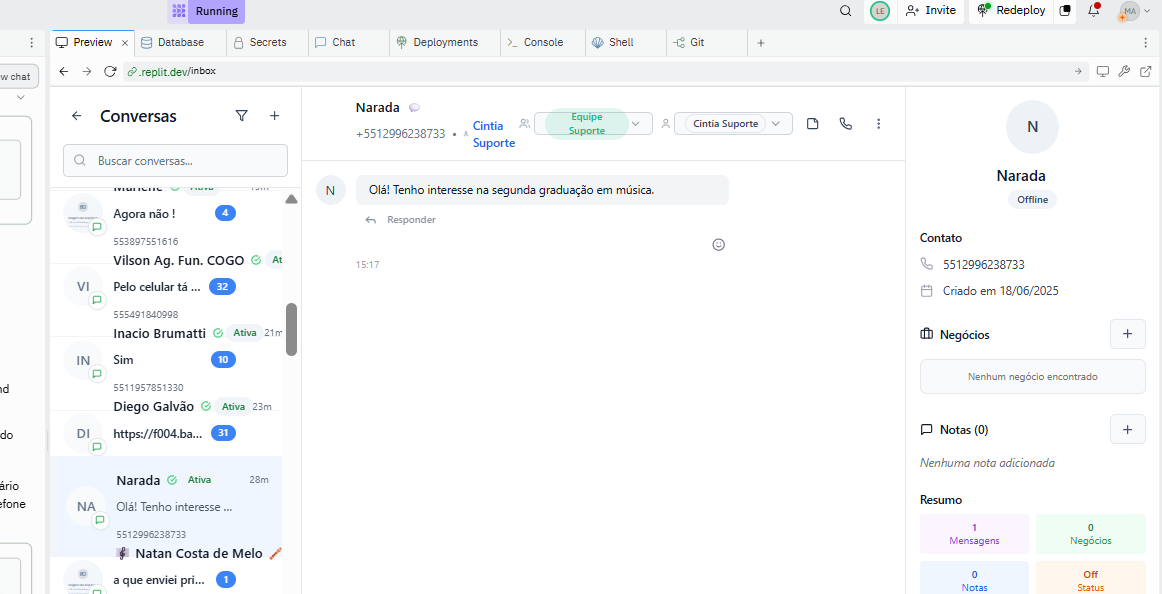 Running
LE
Invite
Redeploy
MA
Preview
Database
Secrets
Chat
Deployments
Console
Shell
Git
w chat
.replit.dev/inbox
Conversas
Buscar conversas...
Marlene
Ativa
Agora não !
4
553897551616
Vilson Ag. Fun. COGO
At
VI
Pelo celular tá ...
32
555491840998
Inacio Brumatti
Ativa
21m
IN
Sim
10
5511957851330
Diego Galvão
Ativa
23m
DI
https://f004.ba...
31
Narada
Ativa
28m
NA
Olá! Tenho interesse ...
5512996238733
Natan Costa de Melo
a que enviei pri...
1
nd
do
ário
efone
Narada
+5512996238733
•
Cintia
Suporte
Equipe
Suporte
Cintia Suporte
N
Olá! Tenho interesse na segunda graduação em música.
Responder
15:17
N
Narada
Offline
Contato
5512996238733
Criado em 18/06/2025
Negócios
Nenhum negócio encontrado
Notas (0)
Nenhuma nota adicionada
Resumo
1
Mensagens
0
Negócios
0
Notas
Off
Status